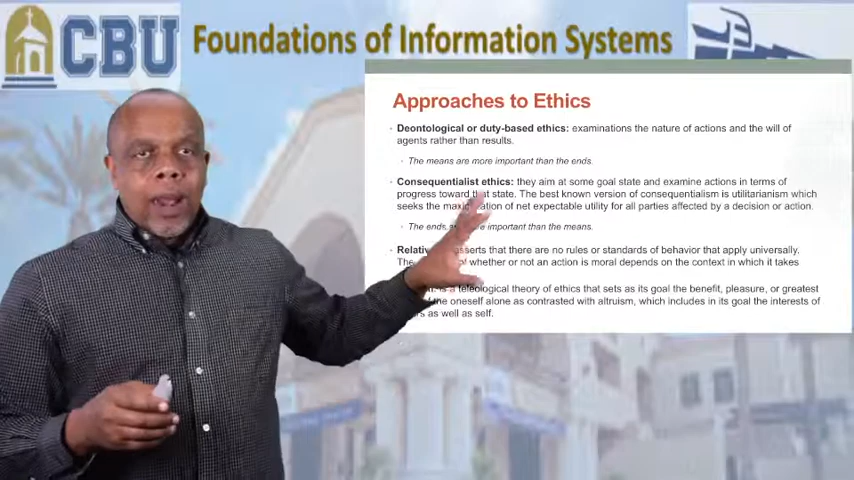 CBU Foundations of Information Systems
Approaches to Ethics
Deontological or duty-based ethics: examinations the nature of actions and the will of
agents rather than results.
The means are more important than the ends.
Consequentialist ethics: they aim at some goal state and examine actions in terms of
progress toward that state. The best known version of consequentialism is utilitarianism which
seeks the of net expectable utility for all parties affected by a decision or action.
The ends important than the means.
asserts that there are no rules or standards of behavior that apply universally.
of whether or not an action is moral depends on the context in which it takes
is a teleological theory of ethics that sets as its goal the benefit, pleasure, or greatest
the oneself alone as contrasted with altruism, which includes in its goal the interests of
as well as self.